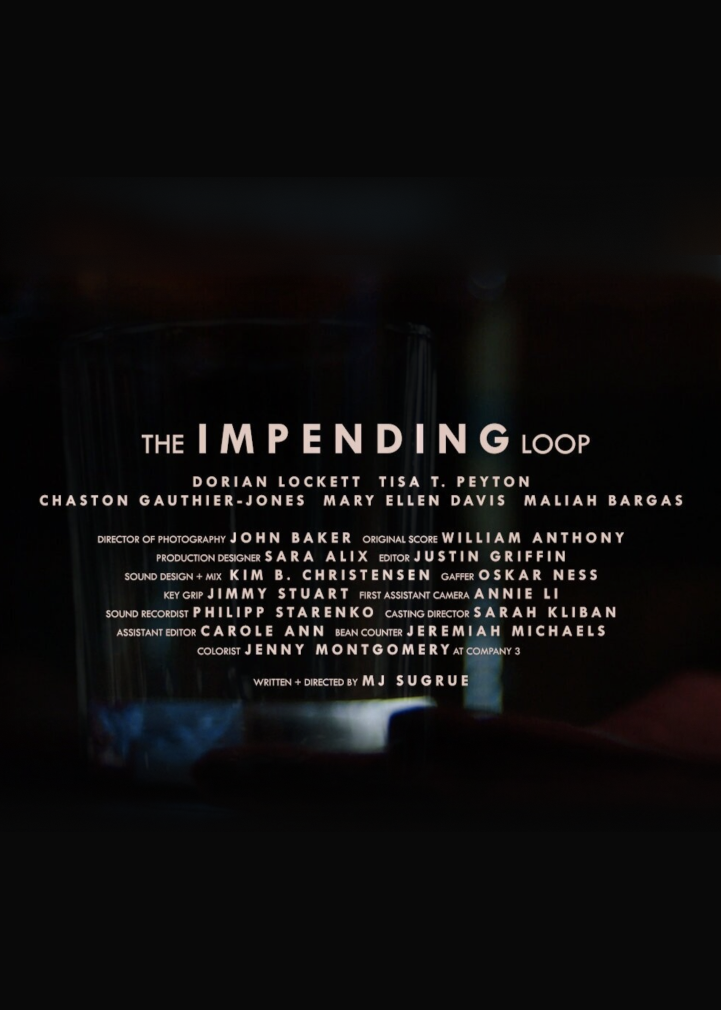 THE IMPENDING LOOP
DORIAN LOCKETT TISA T. PEYTON
CHASTON GAUTHIER-JONES MARY ELLEN DAVIS MALIAH BARGAS
DIRECTOR OF PHOTOGRAPHY JOHN BAKER ORIGINAL SCORE WILLIAM ANTHONY
PRODUCTION DESIGNER SARA ALIX EDITOR JUSTIN GRIFFIN
SOUND DESIGN + MIX KIM B. CHRISTENSEN GAFFER OSKAR NESS
KEY GRIP JIMMY STUART FIRST ASSISTANT CAMERA ANNIE LI
SOUND RECORDIST PHILIPP STARENKO CASTING DIRECTOR SARAH KLIBAN
ASSISTANT EDITOR CAROLE ANN BEAN COUNTER JEREMIAH MICHAELS
COLORIST JENNY MONTGOMERY AT COMPANY 3
WRITTEN + DIRECTED BY MJ SUGRUE